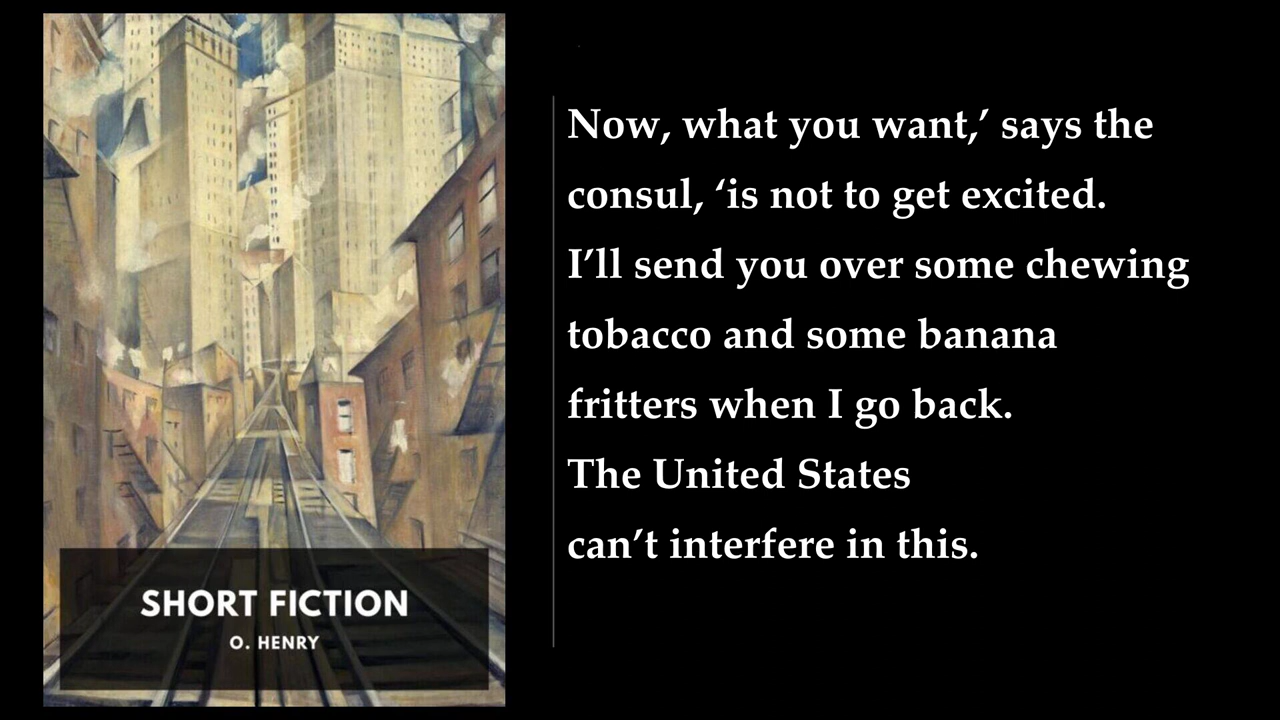 SHORT FICTION
O. HENRY
Now, what you want,’ says the
consul, ‘is not to get excited.
I’ll send you over some chewing
tobacco and some banana
fritters when I go back.
The United States
can’t interfere in this.